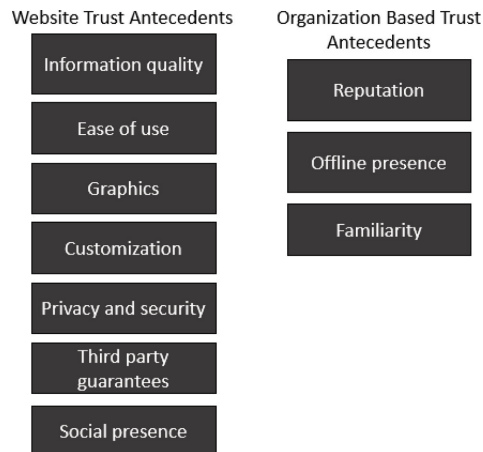 Website Trust Antecedents
Information quality
Ease of use
Graphics
Customization
Privacy and security
Third party
guarantees
Social presence
Organization Based Trust
Antecedents
Reputation
Offline presence
Familiarity